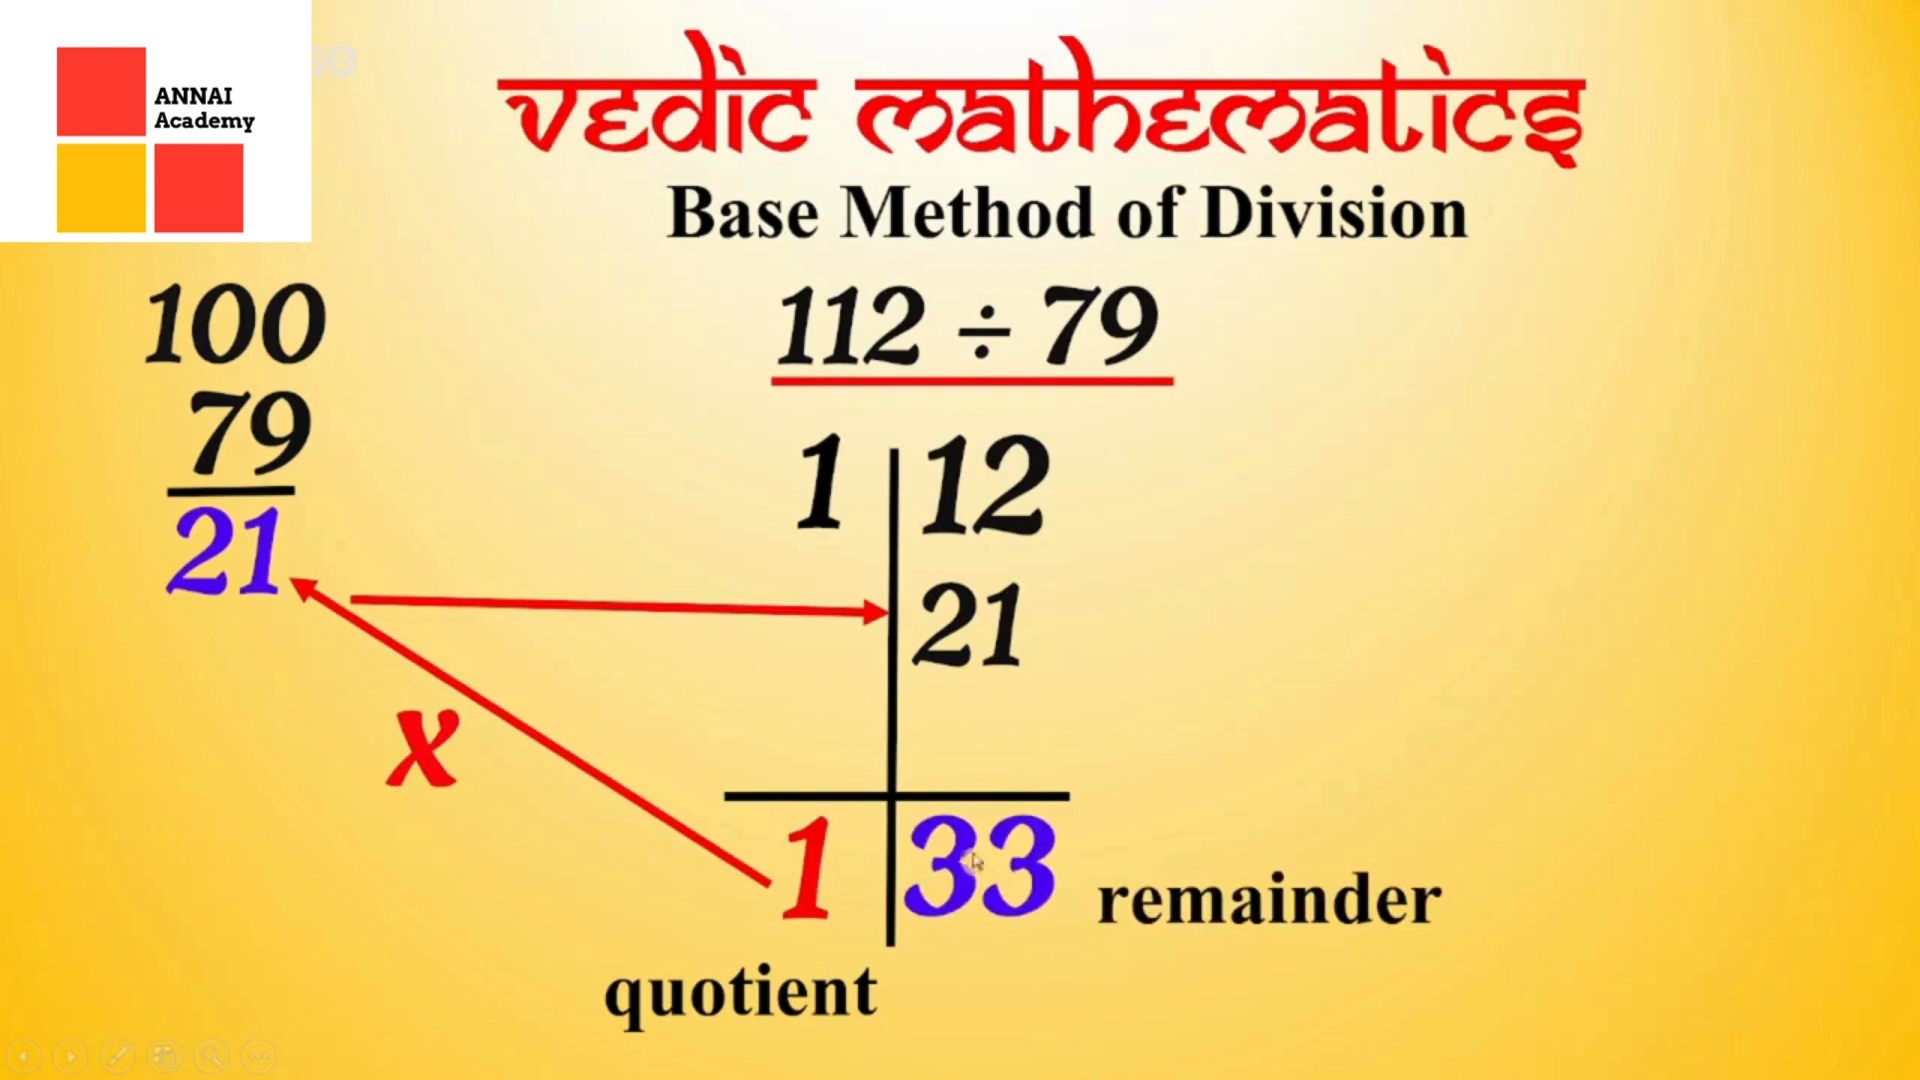 ANNAI
Academy
se
vedic mathematics
Base Method of Division
112 ÷ 79
100
79
21
x
1 12
21
1 33
remainder
quotient